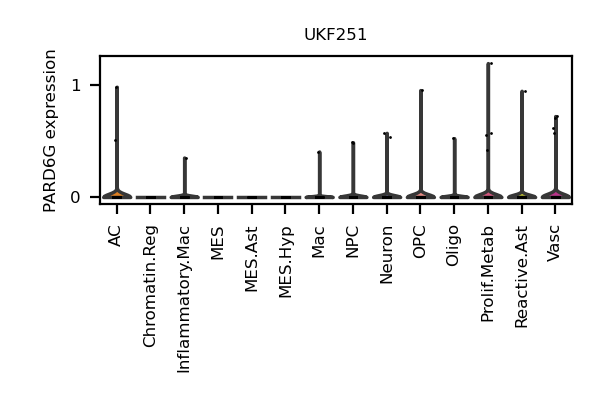 UKF251
PARD6G expression
1
0
AC
Chromatin.Reg
Inflammatory.Mac
MES
MES.Ast
MES.Hyp
Mac
NPC
Neuron
OPC
Oligo
Prolif.Metab
Reactive.Ast
Vasc